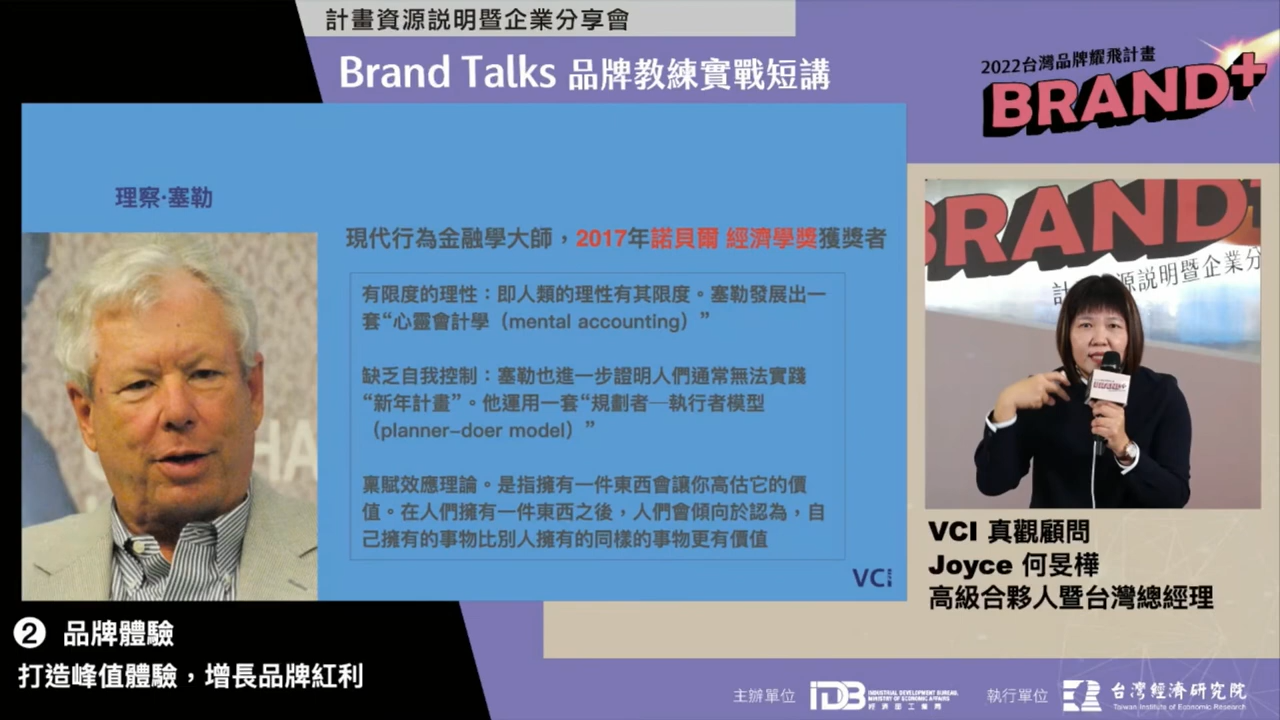 計畫資源説明暨企業分享會
Brand Talks 品牌教練實戰短講
2022台灣品牌耀飛計畫
BRAND+
理察·塞勒
現代行為金融學大師，2017年諾貝爾 經濟學獎獲獎者
有限度的理性：即人類的理性有其限度。塞勒發展出一
套“心靈會計學（mental accounting）”
缺乏自我控制：塞勒也進一步證明人們通常無法實踐
“新年計畫”。他運用一套“規劃者─執行者模型
（planner–doer model）”
稟賦效應理論。是指擁有一件東西會讓你高估它的價
值。在人們擁有一件東西之後，人們會傾向於認為，自
己擁有的事物比別人擁有的同樣的事物更有價值
VCI
BRAND
計
源説明暨企業分
VCI 真觀顧問
Joyce 何旻樺
高級合夥人暨台灣總經理
2 品牌體驗
打造峰值體驗，增長品牌紅利
主辦單位
IDB
INDUSTRIAL DEVELOPMENT BUREAU,
MINISTRY OF ECONOMIC AFFAIRS
經濟部工業局
執行單位
台灣經濟研究院
Taiwan Institute of Economic Research